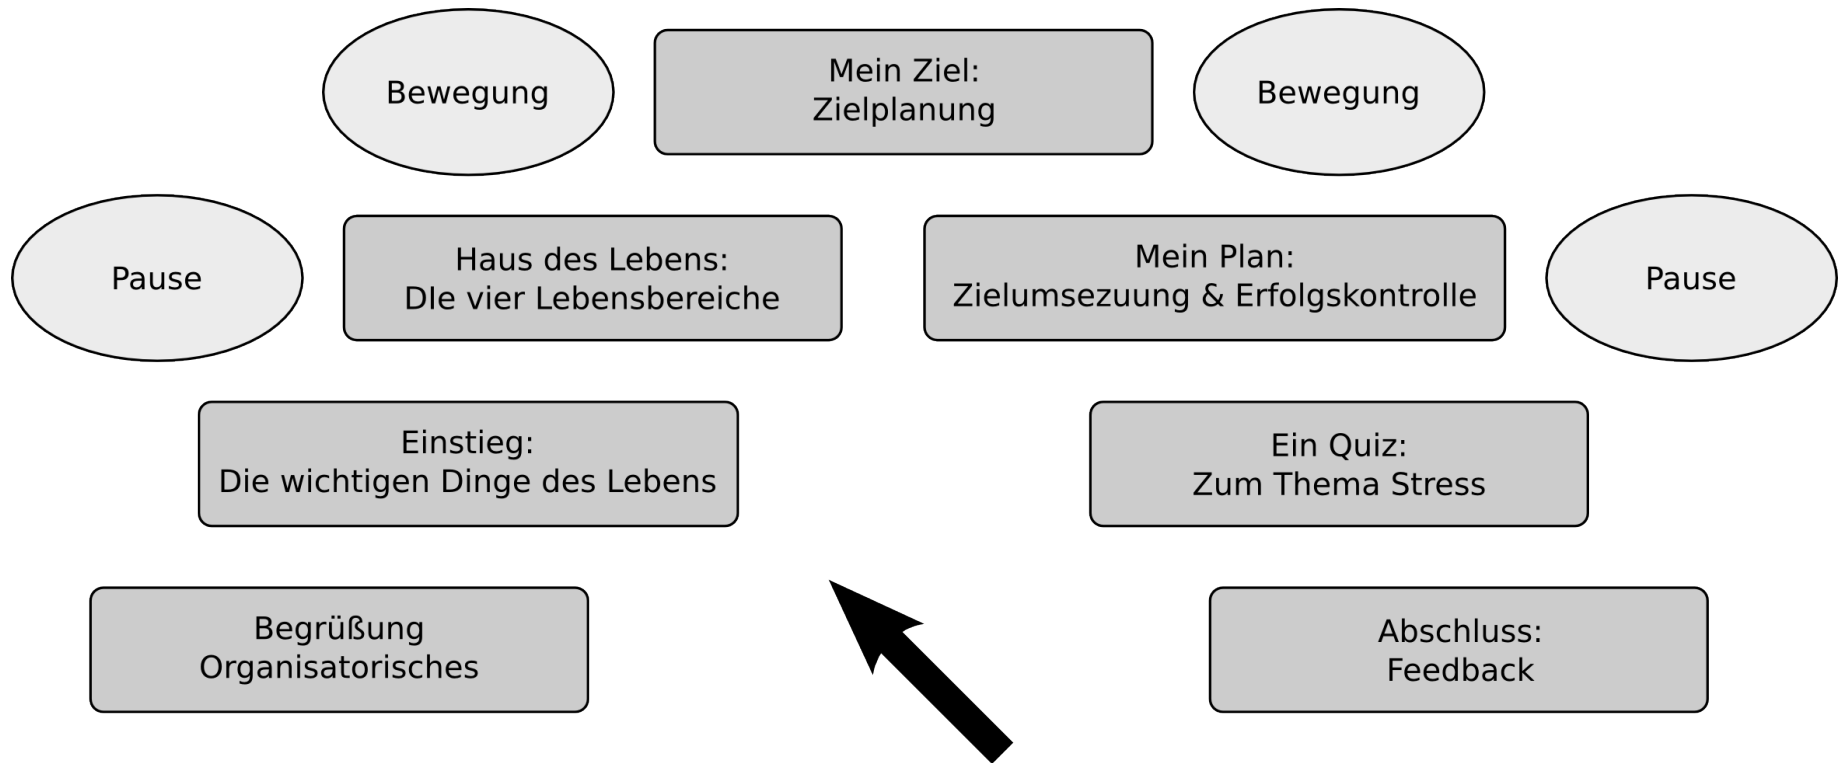 Bewegung
Mein Ziel:
Zielplanung
Bewegung
Pause
Haus des Lebens:
DIe vier Lebensbereiche
Mein Plan:
Zielumsezuung & Erfolgskontrolle
Pause
Einstieg:
Die wichtigen Dinge des Lebens
Ein Quiz:
Zum Thema Stress
Begrüßung
Organisatorisches
Abschluss:
Feedback